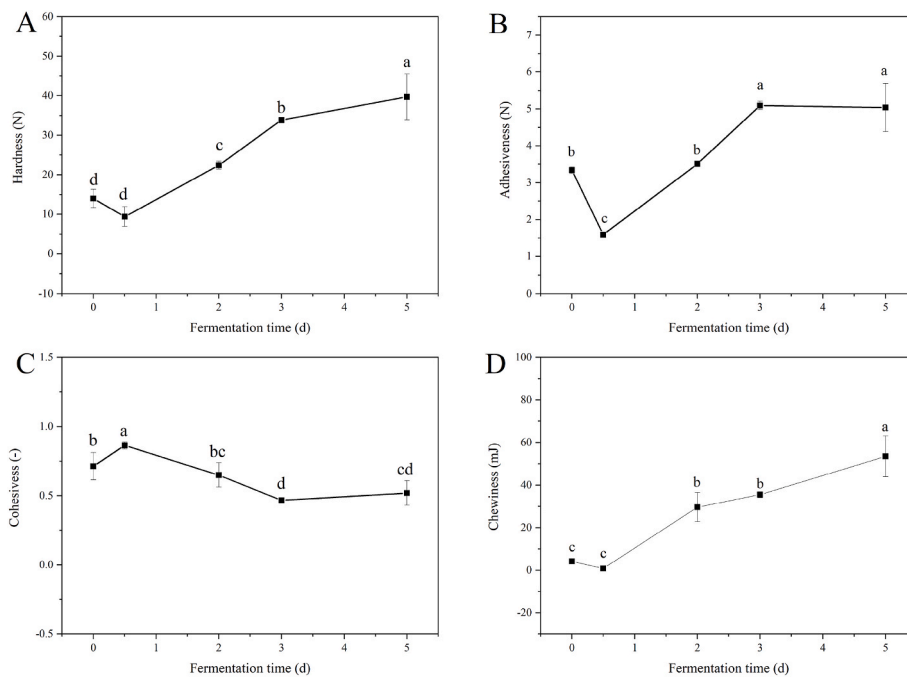 A
Hardness (N)
60
50
40
30
20
10
0
-10
d
d
c
b
a
0
1
2
3
4
5
Fermentation time (d)
B
Adhesiveness (N)
7
6
5
4
3
2
1
0
b
c
b
a
a
0
1
2
3
4
5
Fermentation time (d)
C
Cohesivess (-)
1.5
1.0
0.5
0.0
-0.5
b
a
bc
d
cd
0
1
2
3
4
5
Fermentation time (d)
D
Chewiness (mJ)
100
80
60
40
20
0
-20
c
c
b
b
a
0
1
2
3
4
5
Fermentation time (d)